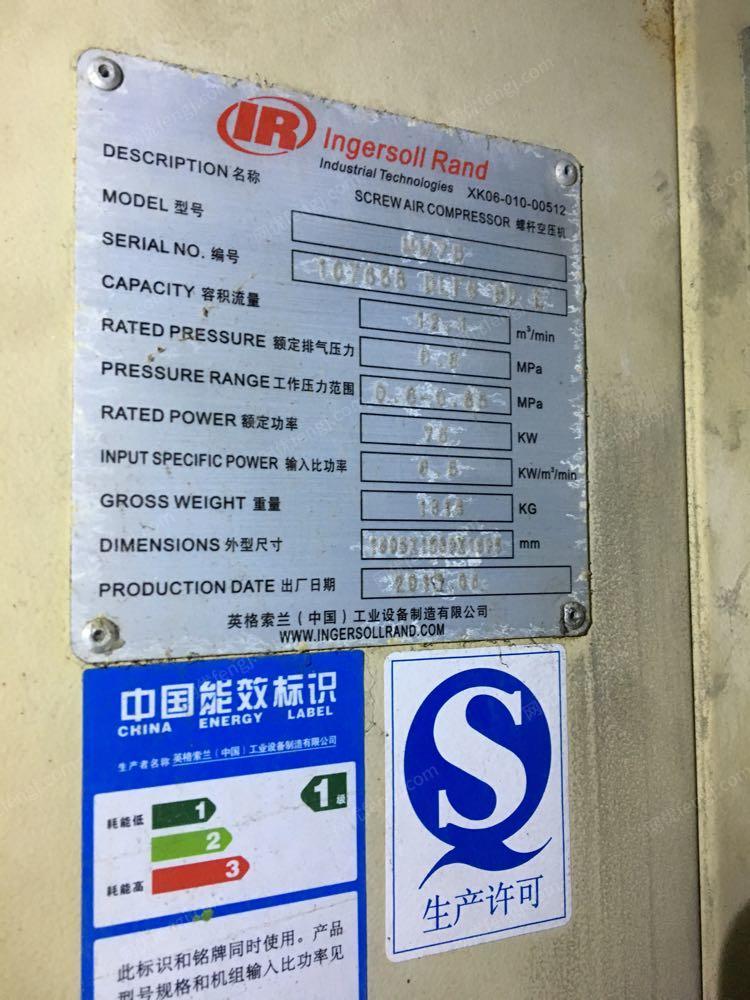 IR Ingersoll Rand
Industrial Technologies XK06-010-00512
DESCRIPTION 名称 SCREW AIR COMPRESSOR 螺杆空压机
MODEL 型号
SERIAL NO. 编号
CAPACITY 容积流量 12.1 m³/min
RATED PRESSURE 额定排气压力 0.8 MPa
PRESSURE RANGE 工作压力范围 0.6-0.85 MPa
RATED POWER 额定功率 KW
INPUT SPECIFIC POWER 输入比功率 KW/m³/min
GROSS WEIGHT 重量 KG
DIMENSIONS 外型尺寸 mm
PRODUCTION DATE 出厂日期
英格索兰（中国）工业设备制造有限公司
WWW.INGERSOLLRAND.COM
中国能效标识
CHINA ENERGY LABEL
生产者名称 英格索兰（中国）工业设备制造有限公司
1级
耗能低 1
2
3
耗能高
此标识和铭牌同时使用。产品
型号规格和机组输入比功率见
S
生产许可